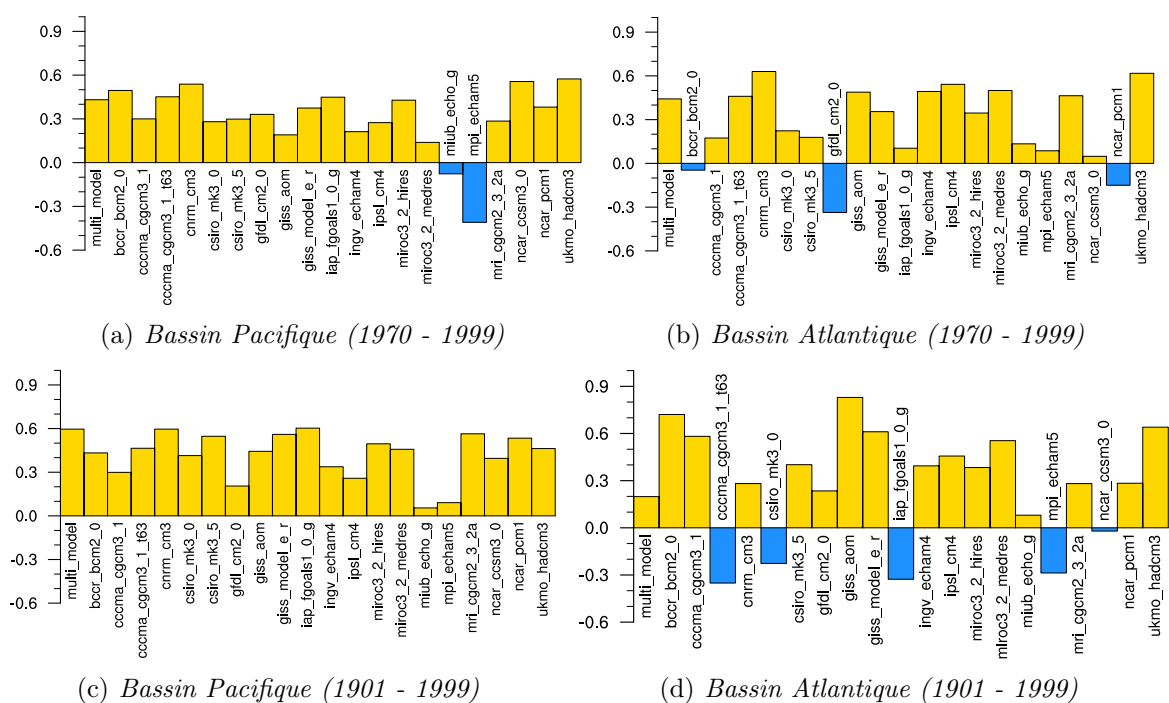 0.9
0.6
0.3
0.0
-0.3
-0.6
multi_model
bccr_bcm2_0
cccma_cgcm3_1
cccma_cgcm3_1_t63
cnrm_cm3
csiro_mk3_0
csiro_mk3_5
gfdl_cm2_0
giss_aom
giss_model_e_r
iap_fgoals1_0_g
ingv_echam4
ipsl_cm4
miroc3_2_hires
miroc3_2_medres
miub_echo_g
mpi_echam5
mri_cgcm2_3_2a
ncar_ccsm3_0
ncar_pcm1
ukmo_hadcm3
(a) Bassin Pacifique (1970 - 1999)
0.9
0.6
0.3
0.0
-0.3
-0.6
multi_model
bccr_bcm2_0
cccma_cgcm3_1
cccma_cgcm3_1_t63
cnrm_cm3
csiro_mk3_0
csiro_mk3_5
gfdl_cm2_0
giss_aom
giss_model_e_r
iap_fgoals1_0_g
ingv_echam4
ipsl_cm4
miroc3_2_hires
miroc3_2_medres
miub_echo_g
mpi_echam5
mri_cgcm2_3_2a
ncar_ccsm3_0
ncar_pcm1
ukmo_hadcm3
(b) Bassin Atlantique (1970 - 1999)
0.9
0.6
0.3
0.0
-0.3
-0.6
multi_model
bccr_bcm2_0
cccma_cgcm3_1
cccma_cgcm3_1_t63
cnrm_cm3
csiro_mk3_0
csiro_mk3_5
gfdl_cm2_0
giss_aom
giss_model_e_r
iap_fgoals1_0_g
ingv_echam4
ipsl_cm4
miroc3_2_hires
miroc3_2_medres
miub_echo_g
mpi_echam5
mri_cgcm2_3_2a
ncar_ccsm3_0
ncar_pcm1
ukmo_hadcm3
(c) Bassin Pacifique (1901 - 1999)
0.9
0.6
0.3
0.0
-0.3
-0.6
multi_model
bccr_bcm2_0
cccma_cgcm3_1
cccma_cgcm3_1_t63
cnrm_cm3
csiro_mk3_0
csiro_mk3_5
gfdl_cm2_0
giss_aom
giss_model_e_r
iap_fgoals1_0_g
ingv_echam4
ipsl_cm4
miroc3_2_hires
miroc3_2_medres
miub_echo_g
mpi_echam5
mri_cgcm2_3_2a
ncar_ccsm3_0
ncar_pcm1
ukmo_hadcm3
(d) Bassin Atlantique (1901 - 1999)